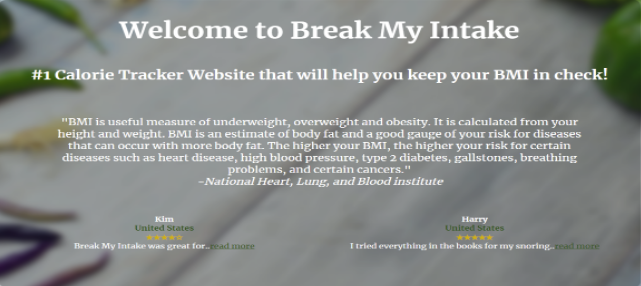 Welcome to Break My Intake
#1 Calorie Tracker Website that will help you keep your BMI in check!
"BMI is useful measure of underweight, overweight and obesity. It is calculated from your
height and weight. BMI is an estimate of body fat and a good gauge of your risk for diseases
that can occur with more body fat. The higher your BMI, the higher your risk for certain
diseases such as heart disease, high blood pressure, type 2 diabetes, gallstones, breathing
problems, and certain cancers."
~National Heart, Lung, and Blood institute
Kim
United States
★★★★★
Break My Intake was great for...read more
Harry
United States
★★★★★
I tried everything in the books for my snoring...read more